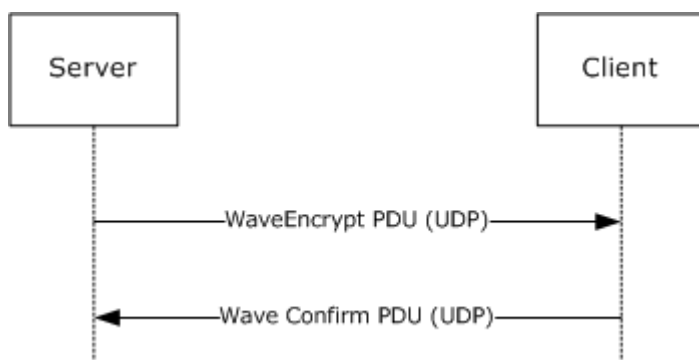 Server
Client
WaveEncrypt PDU (UDP)
Wave Confirm PDU (UDP)